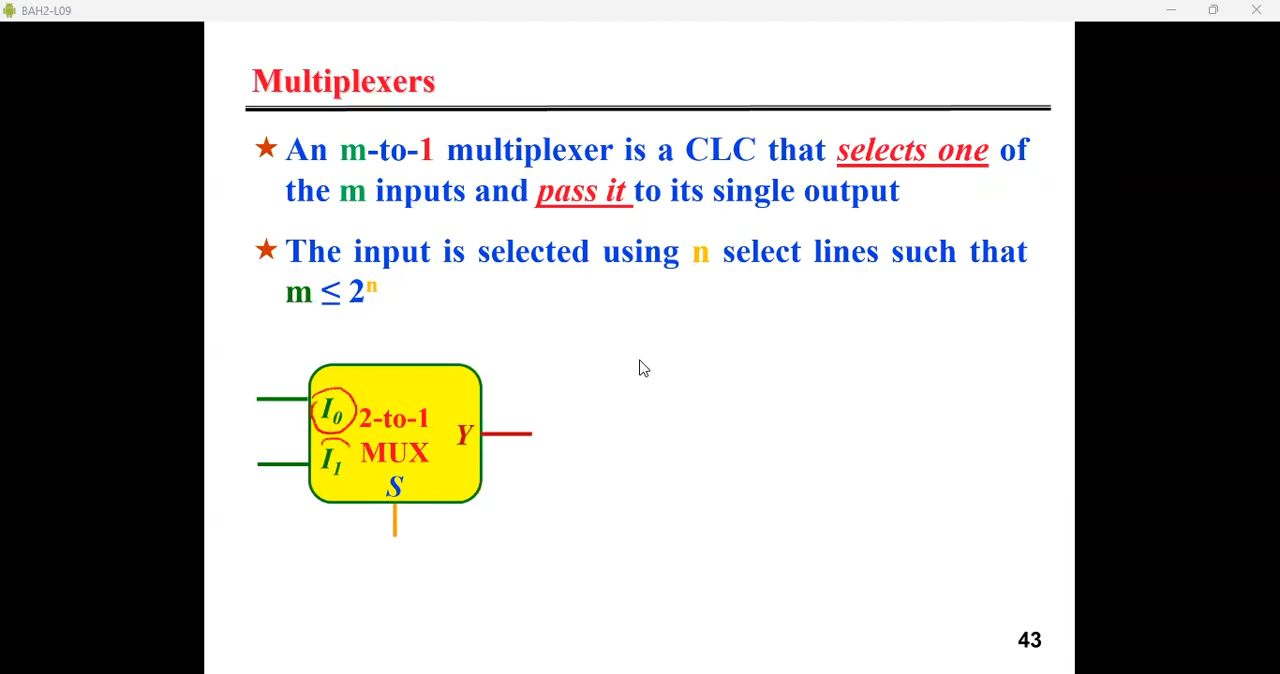 BAH2-L09
Multiplexers
★ An m-to-1 multiplexer is a CLC that selects one of
the m inputs and pass it to its single output
★ The input is selected using n select lines such that
m ≤ 2ⁿ
I₀ 2-to-1
Y
I₁ MUX
S
43